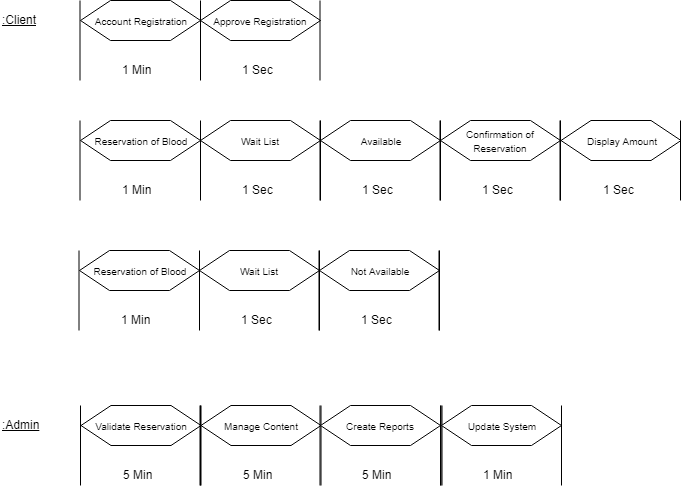 :Client
Account Registration
Approve Registration
1 Min
1 Sec
Reservation of Blood
Wait List
Available
Confirmation of
Reservation
Display Amount
1 Min
1 Sec
1 Sec
1 Sec
1 Sec
Reservation of Blood
Wait List
Not Available
1 Min
1 Sec
1 Sec
:Admin
Validate Reservation
Manage Content
Create Reports
Update System
5 Min
5 Min
5 Min
1 Min